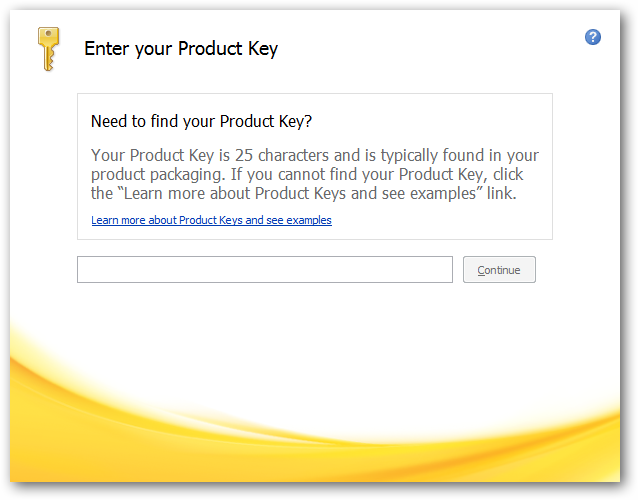 Enter your Product Key
?
Need to find your Product Key?
Your Product Key is 25 characters and is typically found in your
product packaging. If you cannot find your Product Key, click
the “Learn more about Product Keys and see examples” link.
Learn more about Product Keys and see examples
Continue